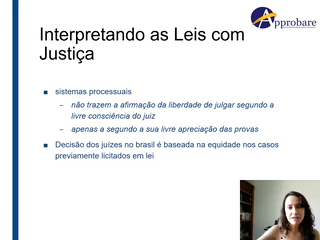 Approbare
Interpretando as Leis com
Justiça
■ sistemas processuais
– não trazem a afirmação da liberdade de julgar segundo a
livre consciência do juiz
– apenas a segundo a sua livre apreciação das provas
■ Decisão dos juízes no brasil é baseada na equidade nos casos
previamente licitados em lei